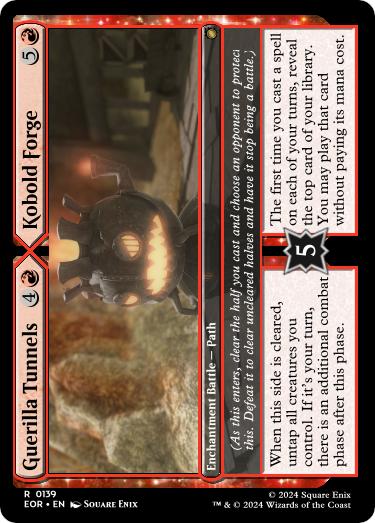 Guerilla Tunnels 4
Kobold Forge 5
Enchantment Battle — Path
(As this enters, clear the half you cast and choose an opponent to protect
this. Defeat it to clear uncleared halves and have it stop being a battle.)
When this side is cleared,
untap all creatures you
control. If it's your turn,
there is an additional combat
phase after this phase.
5
The first time you cast a spell
on each of your turns, reveal
the top card of your library.
You may play that card
without paying its mana cost.
R 0139
EOR • EN SQUARE ENIX
© 2024 Square Enix
™ & © 2024 Wizards of the Coast